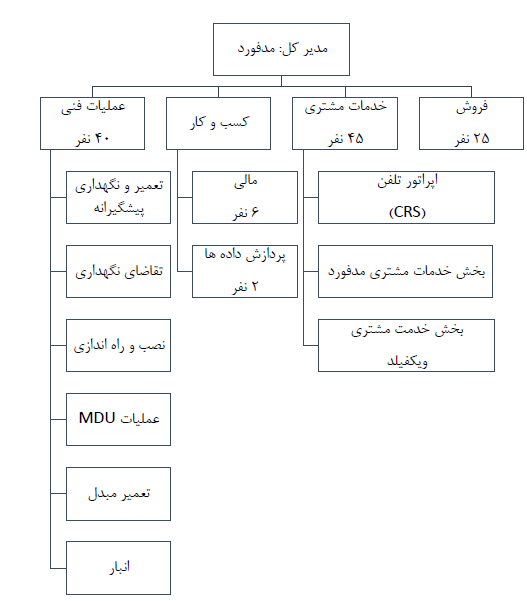 مدیر کل: مدفورد
فروش
۲۵ نفر
خدمات مشتری
۴۵ نفر
اپراتور تلفن
(CRS)
بخش خدمات مشتری مدفورد
بخش خدمت مشتری
ویکفیلد
کسب و کار
مالی
۶ نفر
پردازش داده ها
۲ نفر
عملیات فنی
۴۰ نفر
تعمیر و نگهداری
پیشگیرانه
تقاضای نگهداری
نصب و راه اندازی
عملیات MDU
تعمیر مبدل
انبار